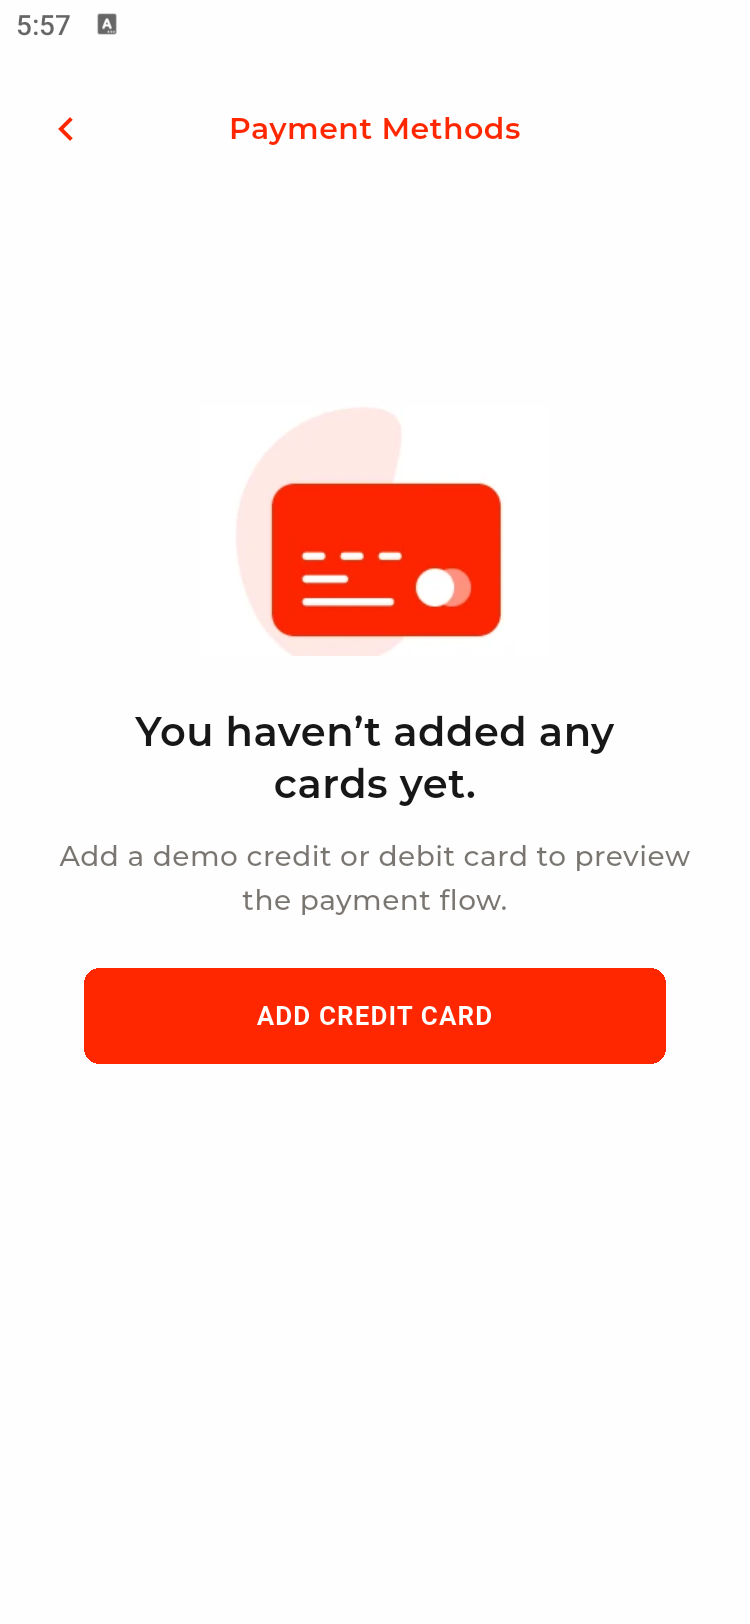 5:57
Payment Methods
You haven’t added any
cards yet.
Add a demo credit or debit card to preview
the payment flow.
ADD CREDIT CARD